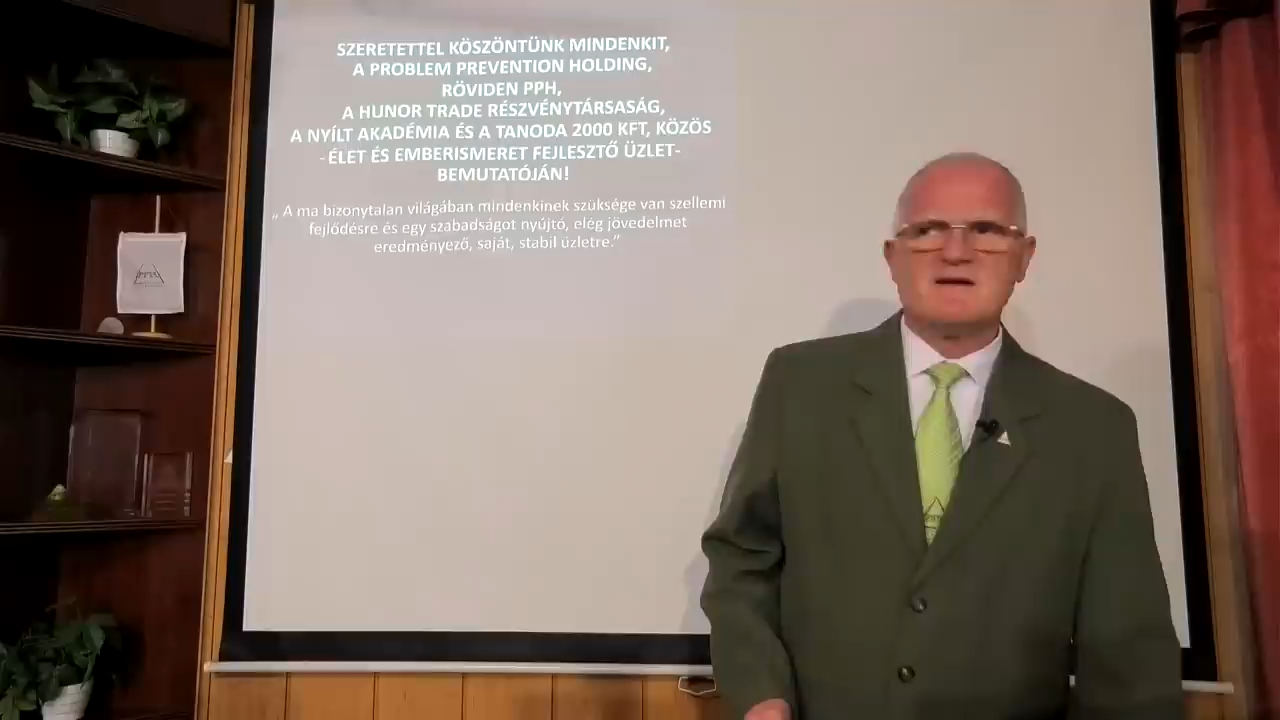 SZERETETTEL KÖSZÖNTÜNK MINDENKIT,
A PROBLEM PREVENTION HOLDING,
RÖVIDEN PPH,
A HUNOR TRADE RÉSZVÉNYTÁRSASÁG,
A NYÍLT AKADÉMIA ÉS A TANODA 2000 KFT, KÖZÖS
-ÉLET ÉS EMBERISMERET FEJLESZTŐ ÜZLET-
BEMUTATÓJÁN!
„ A ma bizonytalan világában mindenkinek szüksége van szellemi
fejlődésre és egy szabadságot nyújtó, elég jövedelmet
eredményező, saját, stabil üzletre.”